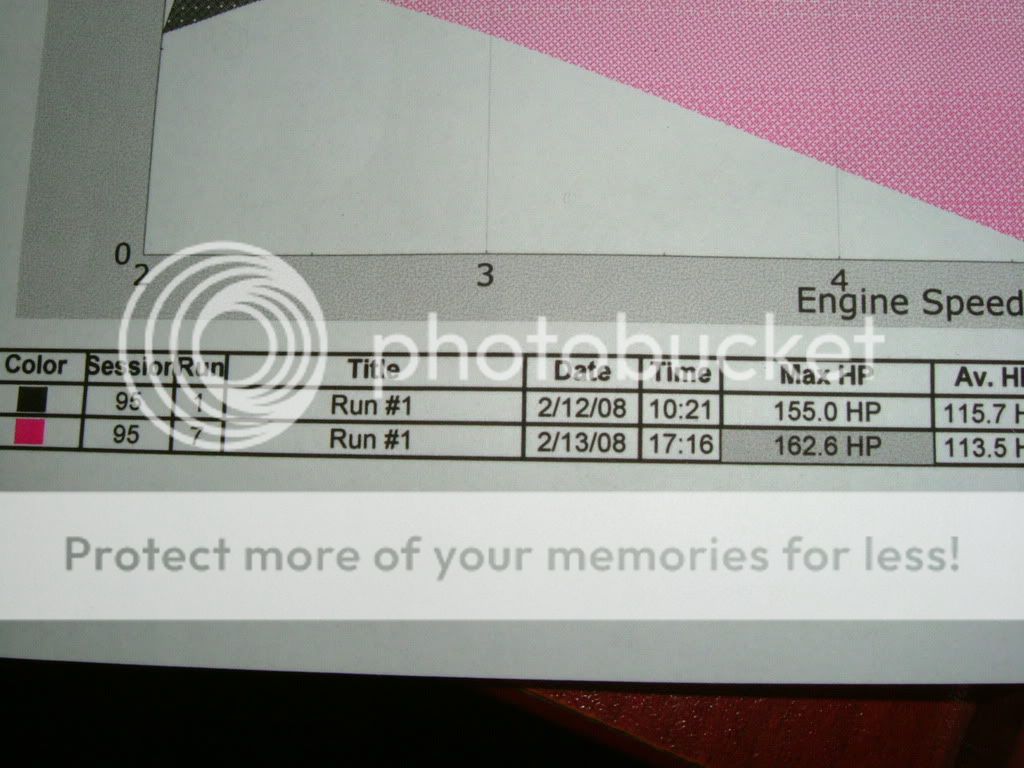 0
2 3 4
Engine Speed
photobucket
Color Session Run Title Date Time Max HP Av. HP
95 1 Run #1 2/12/08 10:21 155.0 HP 115.7 H
95 7 Run #1 2/13/08 17:16 162.6 HP 113.5 H
Protect more of your memories for less!